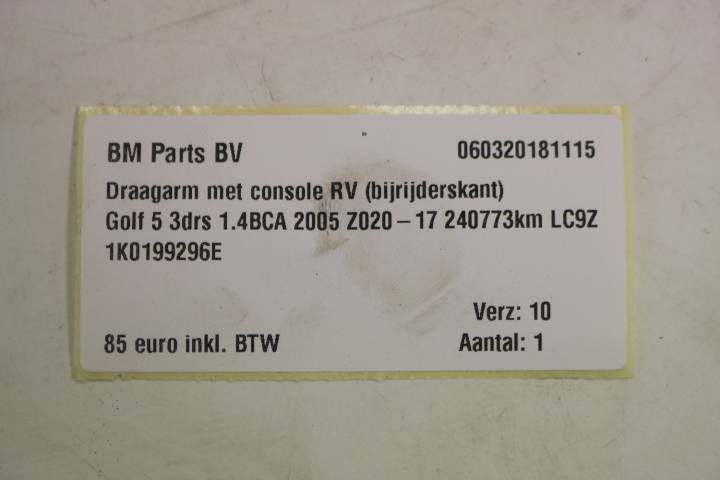 BM Parts BV 060320181115
Draagarm met console RV (bijrijderskant)
Golf 5 3drs 1.4BCA 2005 Z020-17 240773km LC9Z
1K0199296E
Verz: 10
85 euro inkl. BTW Aantal: 1